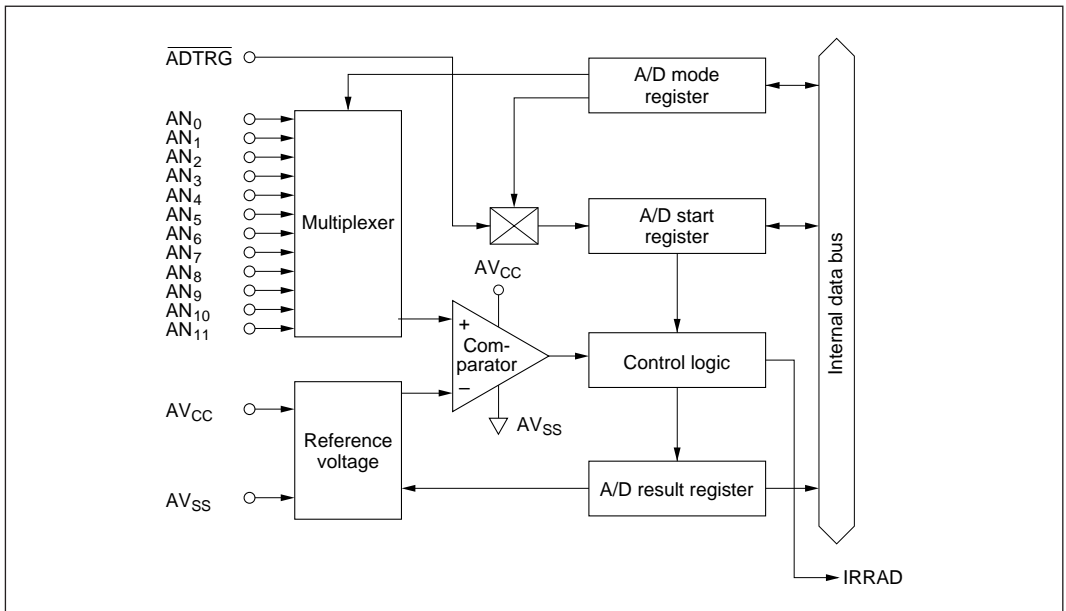 ADTRG
A/D mode
register
AN0
AN1
AN2
AN3
AN4
AN5
AN6
AN7
AN8
AN9
AN10
AN11
Multiplexer
A/D start
register
AVCC
+
Com-
parator
–
AVSS
Control logic
Internal data bus
AVCC
AVSS
Reference
voltage
A/D result register
IRRAD